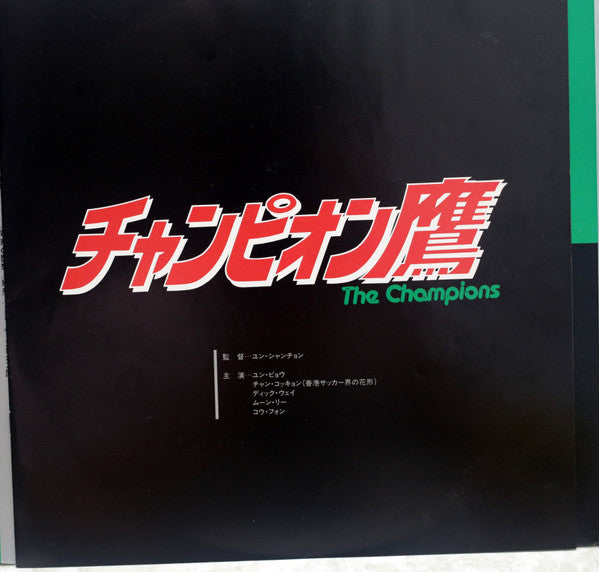 チャンピオン鷹
The Champions
監 督…ユン・シャンチョン
主 演…ユン・ピョウ
チャン・コッキョン(香港サッカー界の花形)
ディック・ウェイ
ムーン・リー
コウ・フォン